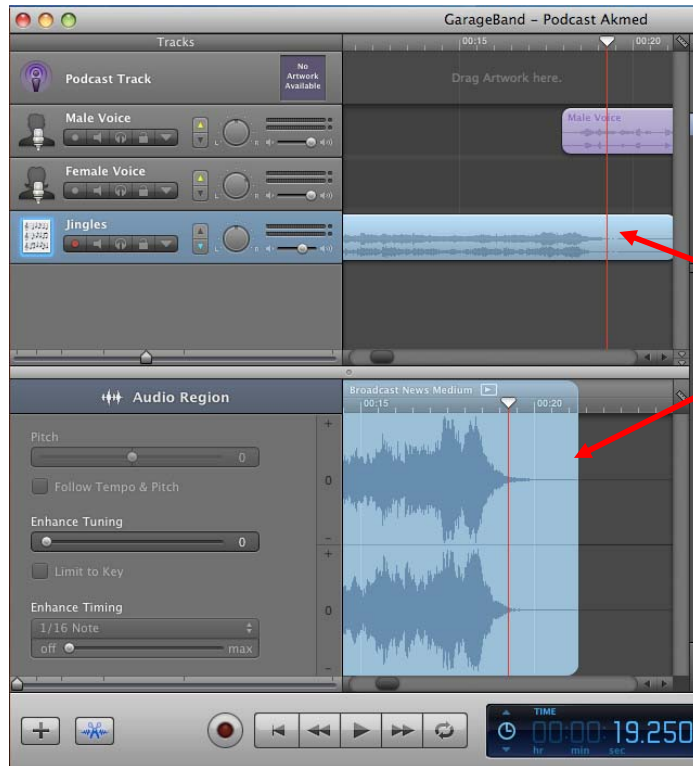 GarageBand - Podcast Akmed
Tracks
00:15
00:20
Podcast Track
No
Artwork
Available
Drag Artwork here.
Male Voice
L
R
Male Voice
Female Voice
L
R
Jingles
L
R
Audio Region
Broadcast News Medium
00:15
00:20
Pitch
0
Follow Tempo & Pitch
Enhance Tuning
0
Limit to Key
Enhance Timing
1/16 Note
off
max
+
0
-
+
0
-
TIME
00:00:19.250
hr min sec